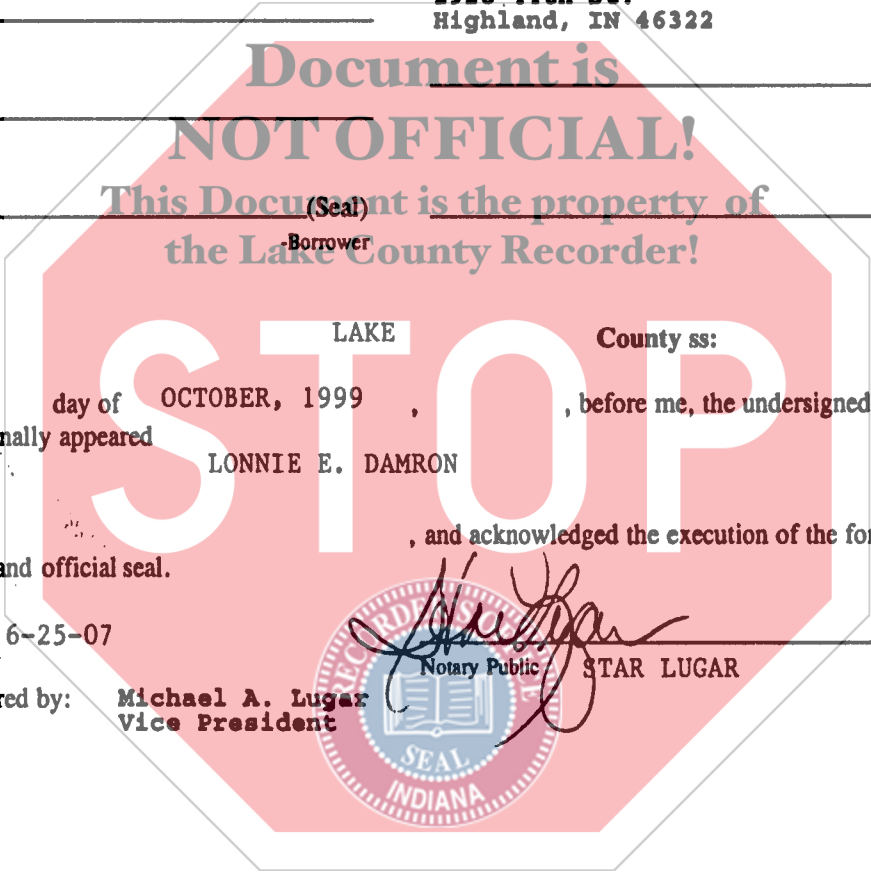 Highland, IN 46322
Document is
NOT OFFICIAL!
This Document is the property of
(Seal)
the Lake County Recorder!
-Borrower
LAKE County ss:
STOP
day of OCTOBER, 1999 , , before me, the undersigned
nally appeared
LONNIE E. DAMRON
, and acknowledged the execution of the for
and official seal.
6-25-07
Notary Public STAR LUGAR
red by: Michael A. Lugar
Vice President
RECORDER'S OFFICE
SEAL
INDIANA